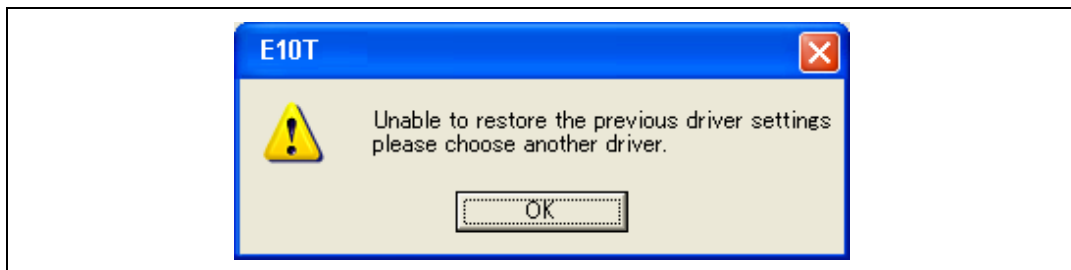 E10T
Unable to restore the previous driver settings
please choose another driver.
OK